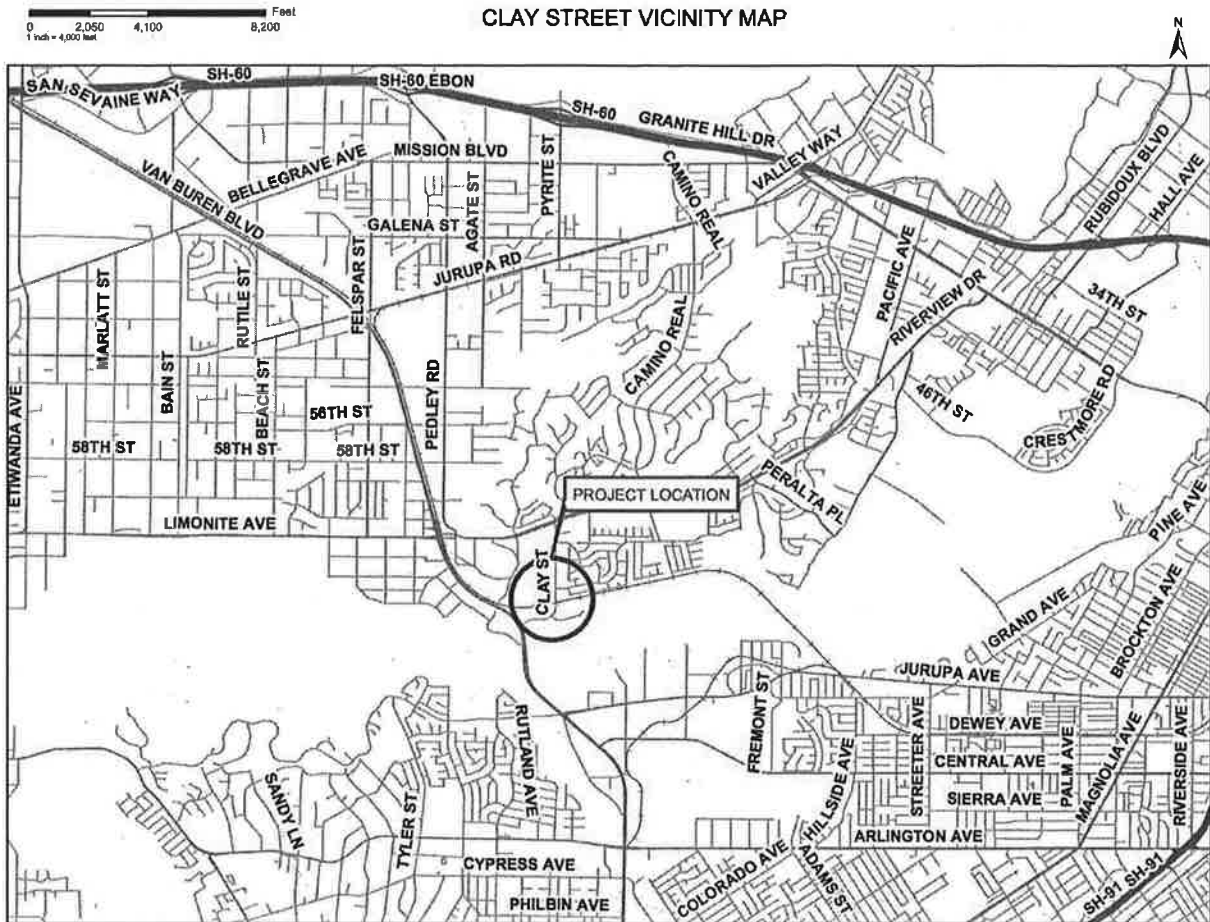 CLAY STREET VICINITY MAP
Feet
0 2,050 4,100 8,200
1 inch = 4,000 feet
N
SAN SEVAINE WAY
SH-60
SH-60 EBON
SH-60
GRANITE HILL DR
VALLEY WAY
RUBIDOUX BLVD
HALL AVE
VAN BUREN BLVD
BELLEGRAVE AVE
MISSION BLVD
AGATE ST
PYRITE ST
CAMINO REAL
GALENA ST
JURUPA RD
FELSPAR ST
PACIFIC AVE
RIVERVIEW DR
34TH ST
MARLATT ST
RUTILE ST
CAMINO REAL
ETIWANDA AVE
BAIN ST
BEACH ST
56TH ST
PEDLEY RD
46TH ST
CRESTMORE RD
58TH ST
58TH ST
58TH ST
PROJECT LOCATION
PERALTA PL
PINE AVE
LIMONITE AVE
CLAY ST
GRAND AVE
BROCKTON AVE
JURUPA AVE
RUTLAND AVE
FREMONT ST
STREETER AVE
DEWEY AVE
PALM AVE
MAGNOLIA AVE
RIVERSIDE AVE
HILLSIDE AVE
CENTRAL AVE
SANDY LN
TYLER ST
SIERRA AVE
ARLINGTON AVE
CYPRESS AVE
COLORADO AVE
ADAMS ST
PHILBIN AVE
SH-91
SH-91